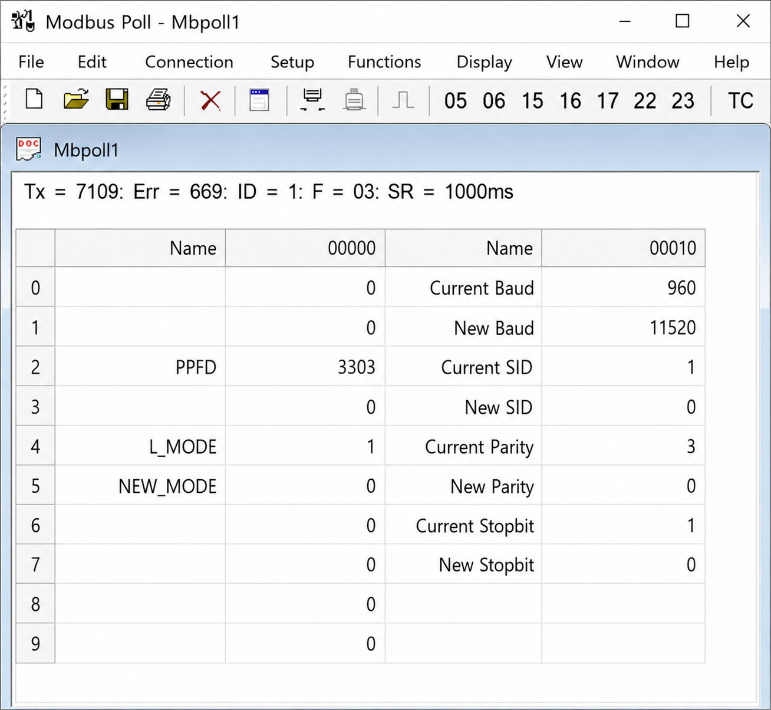 Modbus Poll - Mbpoll1
File Edit Connection Setup Functions Display View Window Help
05 06 15 16 17 22 23 TC
DOC Mbpoll1
Tx = 7109: Err = 669: ID = 1: F = 03: SR = 1000ms
Name 00000 Name 00010
0 0 Current Baud 960
1 0 New Baud 11520
2 PPFD 3303 Current SID 1
3 0 New SID 0
4 L_MODE 1 Current Parity 3
5 NEW_MODE 0 New Parity 0
6 0 Current Stopbit 1
7 0 New Stopbit 0
8 0
9 0